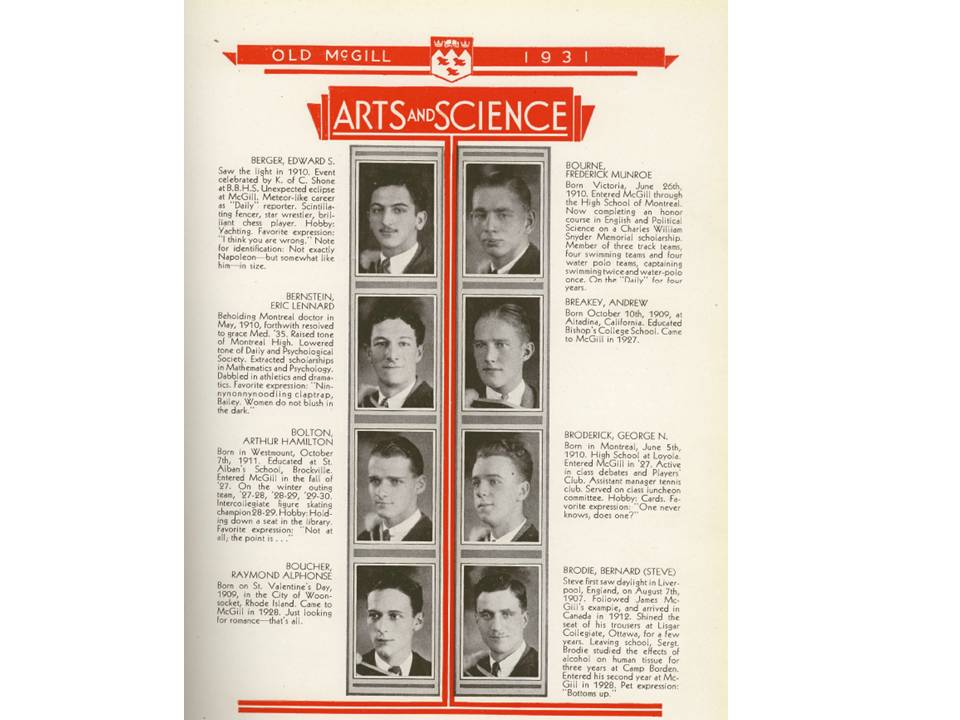 OLD McGILL 1931
ARTS AND SCIENCE
BERGER, EDWARD S.
Saw the light in 1910. Event
celebrated by K. of C. Shone
at B.B.H.S. Unexpected eclipse
at McGill. Meteor-like career
as "Daily" reporter. Scintilla-
ting fencer, star wrestler, bril-
liant chess player. Hobby:
Yachting. Favorite expression:
"I think you are wrong." Note
for identification: Not exactly
Napoleon—but somewhat like
him—in size.
BERNSTEIN,
ERIC LENNARD
Beholding Montreal doctor in
May, 1910, forthwith resolved
to grace Med. '35. Raised tone
of Montreal High. Lowered
tone of Daily and Psychological
Society. Extracted scholarships
in Mathematics and Psychology.
Dabbled in athletics and drama-
tics. Favorite expression: "Nin-
nynonnynoodling claptrap,
Bailey. Women do not blush in
the dark."
BOLTON,
ARTHUR HAMILTON
Born in Westmount, October
7th, 1911. Educated at St.
Alban's School, Brockville.
Entered McGill in the fall of
'27. On the winter outing
team, '27-28, '28-29, '29-30.
Intercollegiate figure skating
champion 28-29. Hobby: Hold-
ing down a seat in the library.
Favorite expression: "Not at
all; the point is . . ."
BOUCHER,
RAYMOND ALPHONSE
Born on St. Valentine's Day,
1909, in the City of Woon-
socket, Rhode Island. Came to
McGill in 1928. Just looking
for romance—that's all.
BOURNE,
FREDERICK MUNROE
Born Victoria, June 26th,
1910. Entered McGill through
the High School of Montreal.
Now completing an honor
course in English and Political
Science on a Charles William
Snyder Memorial scholarship.
Member of three track teams,
four swimming teams and four
water polo teams, captaining
swimming twice and water-polo
once. On the "Daily" for four
years.
BREAKEY, ANDREW
Born October 10th, 1909, at
Altadina, California. Educated
Bishop's College School. Came
to McGill in 1927.
BRODERICK, GEORGE N.
Born in Montreal, June 5th,
1910. High School at Loyola.
Entered McGill in '27. Active
in class debates and Players'
Club. Assistant manager tennis
club. Served on class luncheon
committee. Hobby: Cards. Fa-
vorite expression: "One never
knows, does one?"
BRODIE, BERNARD (STEVE)
Steve first saw daylight in Liver-
pool, England, on August 7th,
1907. Followed James Mc-
Gill's example, and arrived in
Canada in 1912. Shined the
seat of his trousers at Lisgar
Collegiate, Ottawa, for a few
years. Leaving school, Sergt.
Brodie studied the effects of
alcohol on human tissue for
three years at Camp Borden.
Entered his second year at Mc-
Gill in 1928. Pet expression:
"Bottoms up."